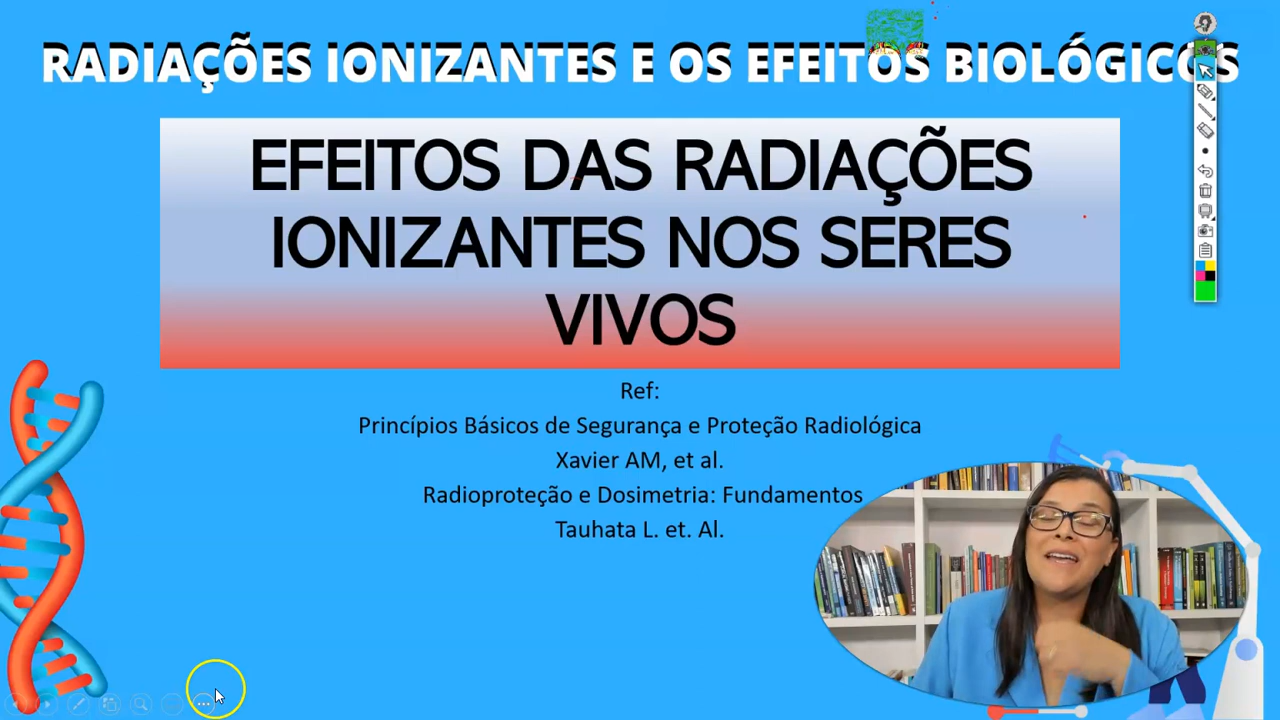 RADIAÇÕES IONIZANTES E OS EFEITOS BIOLÓGICOS
EFEITOS DAS RADIAÇÕES
IONIZANTES NOS SERES
VIVOS
Ref:
Princípios Básicos de Segurança e Proteção Radiológica
Xavier AM, et al.
Radioproteção e Dosimetria: Fundamentos
Tauhata L. et. Al.